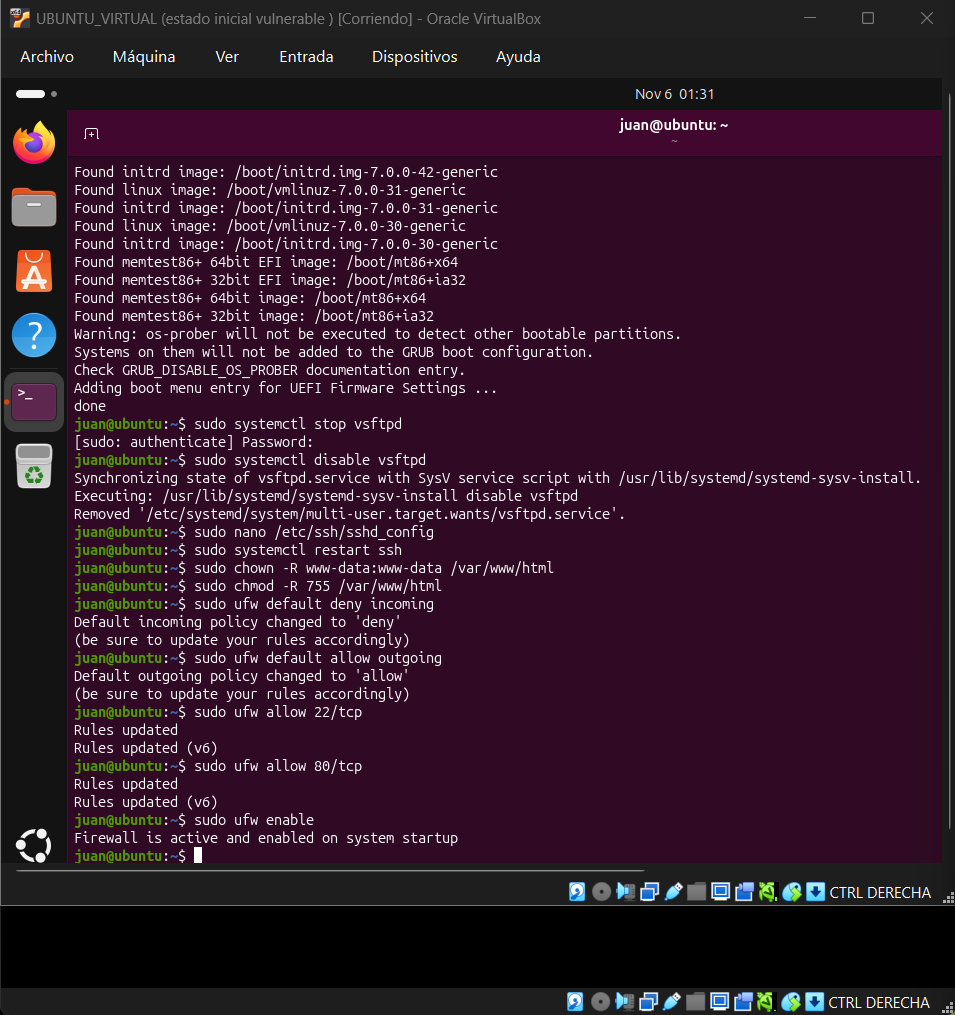 UBUNTU_VIRTUAL (estado inicial vulnerable ) [Corriendo] - Oracle VirtualBox
Archivo Máquina Ver Entrada Dispositivos Ayuda
Nov 6 01:31
juan@ubuntu: ~
~
Found initrd image: /boot/initrd.img-7.0.0-42-generic
Found linux image: /boot/vmlinuz-7.0.0-31-generic
Found initrd image: /boot/initrd.img-7.0.0-31-generic
Found linux image: /boot/vmlinuz-7.0.0-30-generic
Found initrd image: /boot/initrd.img-7.0.0-30-generic
Found memtest86+ 64bit EFI image: /boot/mt86+x64
Found memtest86+ 32bit EFI image: /boot/mt86+ia32
Found memtest86+ 64bit image: /boot/mt86+x64
Found memtest86+ 32bit image: /boot/mt86+ia32
Warning: os-prober will not be executed to detect other bootable partitions.
Systems on them will not be added to the GRUB boot configuration.
Check GRUB_DISABLE_OS_PROBER documentation entry.
Adding boot menu entry for UEFI Firmware Settings ...
done
juan@ubuntu:~$ sudo systemctl stop vsftpd
[sudo: authenticate] Password:
juan@ubuntu:~$ sudo systemctl disable vsftpd
Synchronizing state of vsftpd.service with SysV service script with /usr/lib/systemd/systemd-sysv-install.
Executing: /usr/lib/systemd/systemd-sysv-install disable vsftpd
Removed '/etc/systemd/system/multi-user.target.wants/vsftpd.service'.
juan@ubuntu:~$ sudo nano /etc/ssh/sshd_config
juan@ubuntu:~$ sudo systemctl restart ssh
juan@ubuntu:~$ sudo chown -R www-data:www-data /var/www/html
juan@ubuntu:~$ sudo chmod -R 755 /var/www/html
juan@ubuntu:~$ sudo ufw default deny incoming
Default incoming policy changed to 'deny'
(be sure to update your rules accordingly)
juan@ubuntu:~$ sudo ufw default allow outgoing
Default outgoing policy changed to 'allow'
(be sure to update your rules accordingly)
juan@ubuntu:~$ sudo ufw allow 22/tcp
Rules updated
Rules updated (v6)
juan@ubuntu:~$ sudo ufw allow 80/tcp
Rules updated
Rules updated (v6)
juan@ubuntu:~$ sudo ufw enable
Firewall is active and enabled on system startup
juan@ubuntu:~$
CTRL DERECHA
CTRL DERECHA